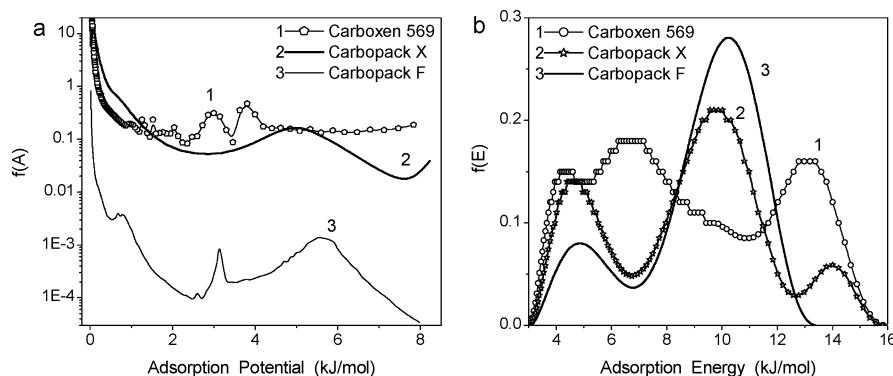 a
10
1
0.1
0.01
1E-3
1E-4
f(A)
1 Carboxen 569
2 Carbopack X
3 Carbopack F
1
2
3
0 2 4 6 8
Adsorption Potential (kJ/mol)
b
0.3
0.2
0.1
0.0
f(E)
1 Carboxen 569
2 Carbopack X
3 Carbopack F
3
2
1
4 6 8 10 12 14 16
Adsorption Energy (kJ/mol)